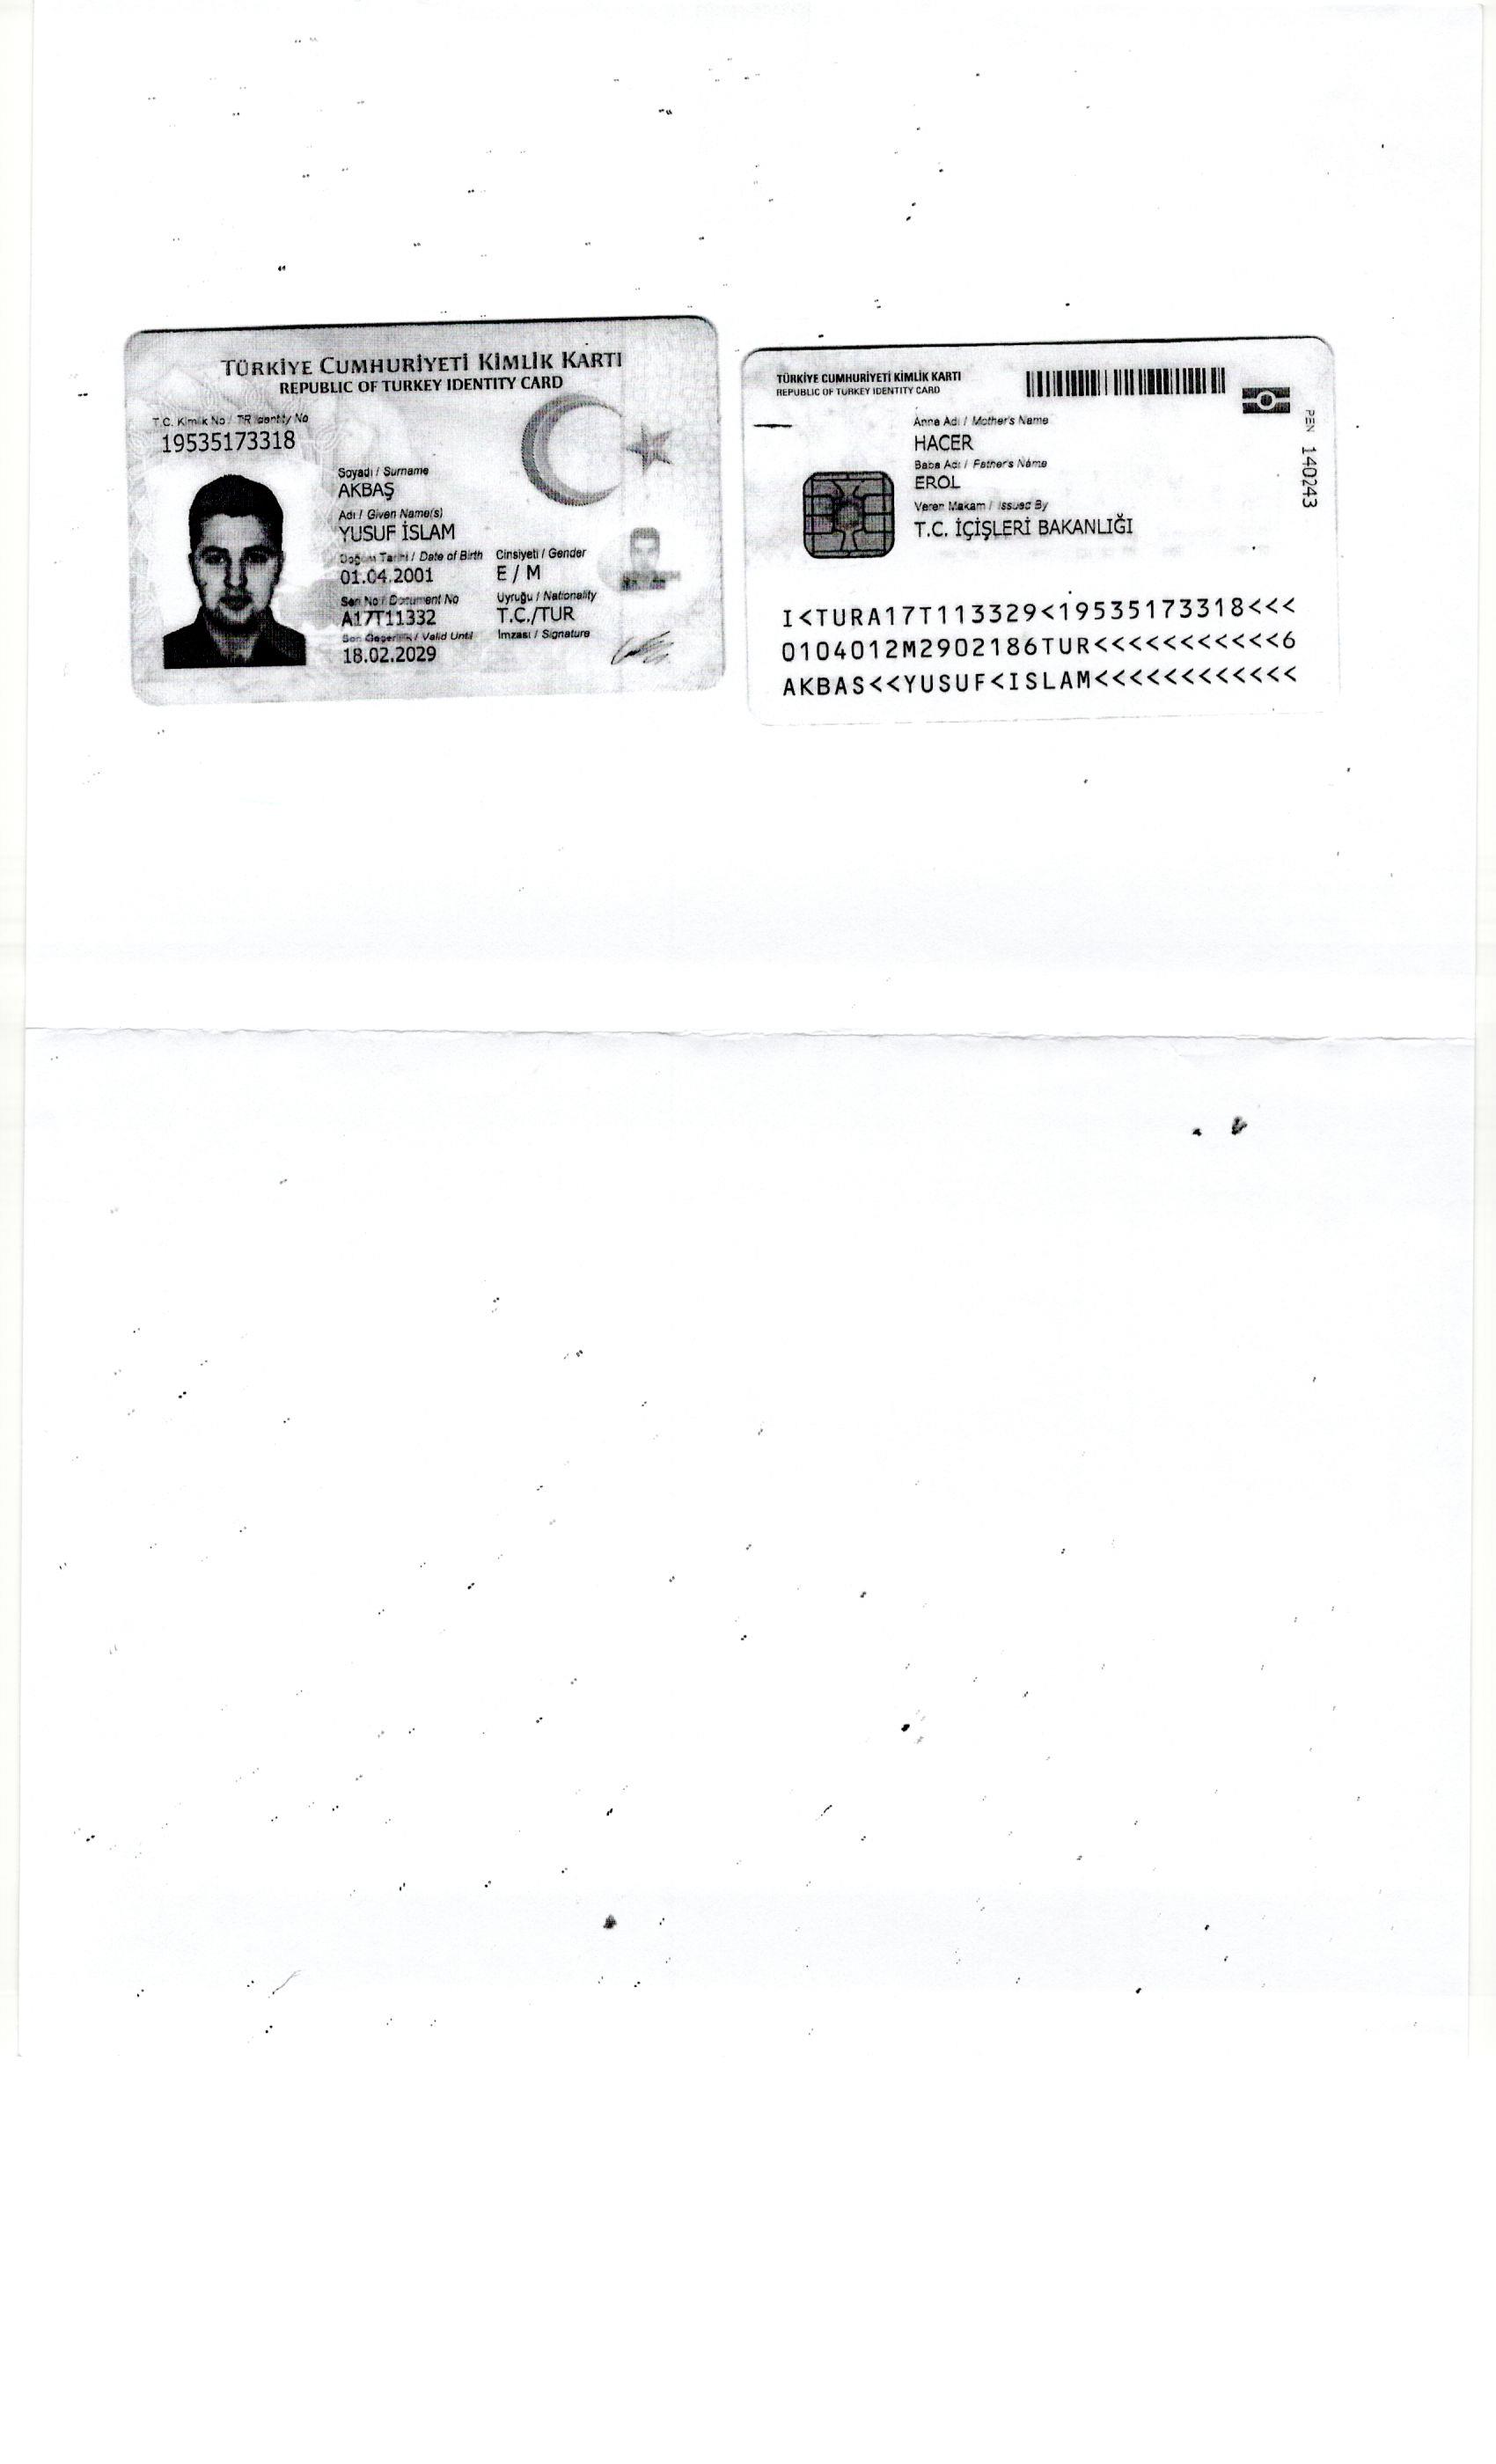 TÜRKİYE CUMHURİYETİ KİMLİK KARTI
REPUBLIC OF TURKEY IDENTITY CARD
T.C. Kimlik No / TR Identity No
19535173318
Soyadı / Surname
AKBAŞ
Adı / Given Name(s)
YUSUF İSLAM
Doğum Tarihi / Date of Birth Cinsiyeti / Gender
01.04.2001 E / M
Seri No / Document No Uyruğu / Nationality
A17T11332 T.C./TUR
Son Geçerlilik / Valid Until İmzası / Signature
18.02.2029
TÜRKİYE CUMHURİYETİ KİMLİK KARTI
REPUBLIC OF TURKEY IDENTITY CARD
Anne Adı / Mother's Name
HACER
Baba Adı / Father's Name
EROL
Veren Makam / Issued By
T.C. İÇİŞLERİ BAKANLIĞI
PEN 140243
I<TURA17T113329<19535173318<<<
0104012M2902186TUR<<<<<<<<<<<6
AKBAS<<YUSUF<ISLAM<<<<<<<<<<<<